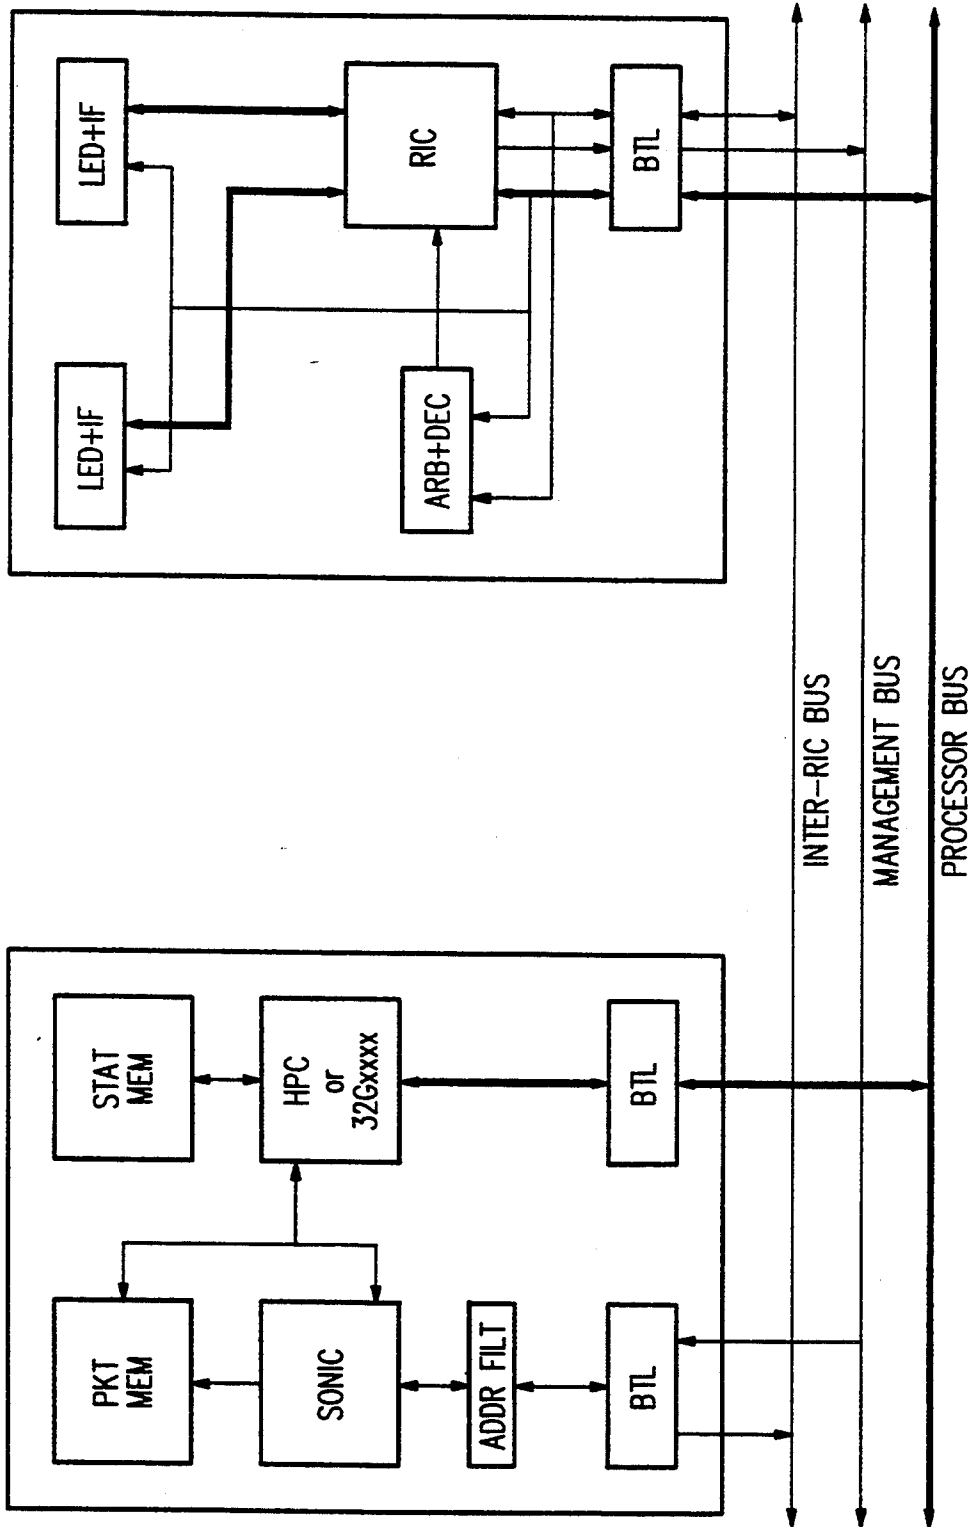 PKT
MEM
STAT
MEM
SONIC
HPC
or
32Gxxxx
ADDR FILT
BTL
BTL
LED+IF
LED+IF
RIC
ARB+DEC
BTL
INTER-RIC BUS
MANAGEMENT BUS
PROCESSOR BUS